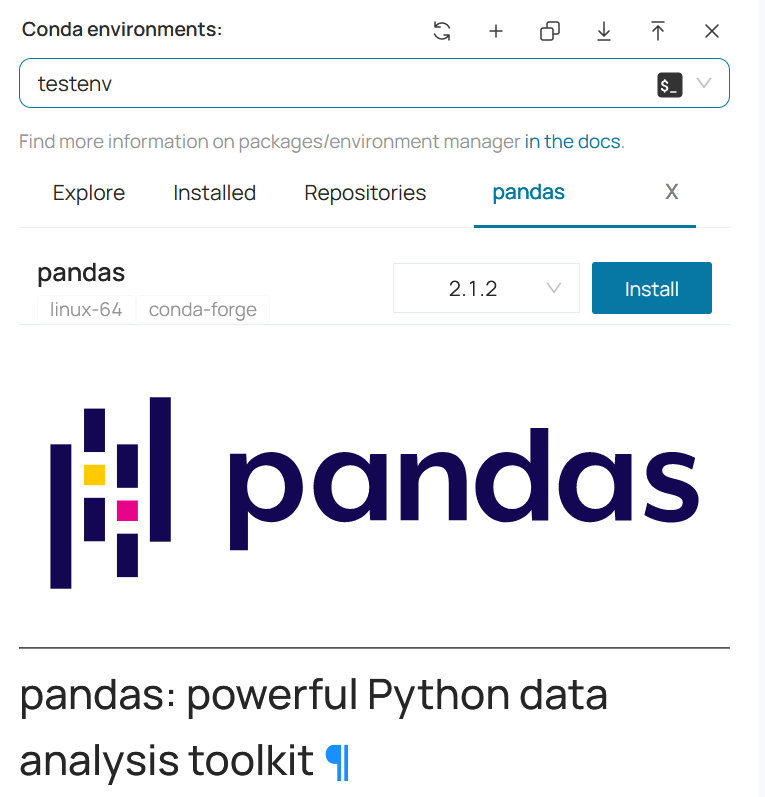 Conda environments:
testenv
$_
Find more information on packages/environment manager in the docs.
Explore Installed Repositories pandas X
pandas
2.1.2 Install
linux-64 conda-forge
pandas
pandas: powerful Python data
analysis toolkit ¶